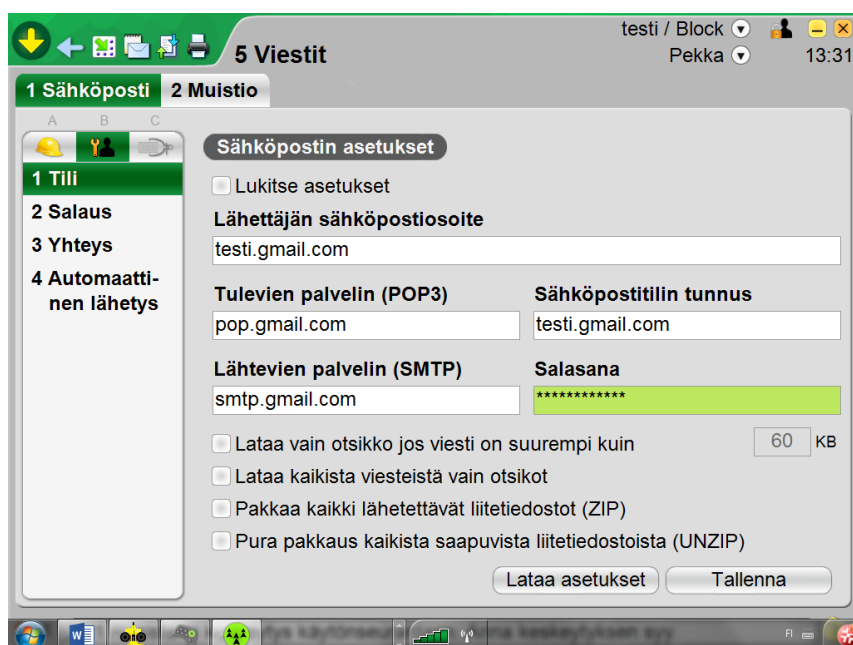 5 Viestit
testi / Block
Pekka
13:31
1 Sähköposti
2 Muistio
A B C
1 Tili
2 Salaus
3 Yhteys
4 Automaatti-
nen lähetys
Sähköpostin asetukset
Lukitse asetukset
Lähettäjän sähköpostiosoite
testi.gmail.com
Tulevien palvelin (POP3)
Sähköpostitilin tunnus
pop.gmail.com
testi.gmail.com
Lähtevien palvelin (SMTP)
Salasana
smtp.gmail.com
************
Lataa vain otsikko jos viesti on suurempi kuin
60 KB
Lataa kaikista viesteistä vain otsikot
Pakkaa kaikki lähetettävät liitetiedostot (ZIP)
Pura pakkaus kaikista saapuvista liitetiedostoista (UNZIP)
Lataa asetukset
Tallenna
W
keskeytyksen syy
FI